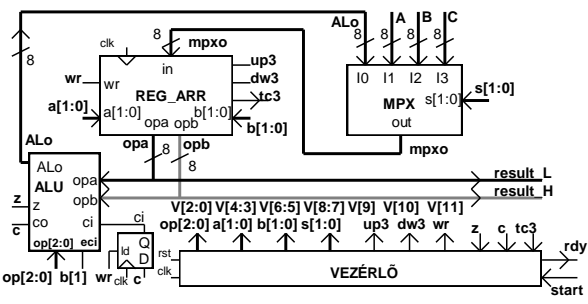 ALo A B C
8 8 8 8
clk 8 mpxo
8
wr wr in up3
dw3
REG_ARR tc3
a[1:0] a[1:0] b[1:0] b[1:0]
opa opb
I0 I1 I2 I3
MPX s[1:0] s[1:0]
out
mpxo
ALo opa opb
8 8
ALo
ALU opa result_L
opb result_H
z z
co ci ci
c
op[2:0] eci
ld Q
D
op[2:0] b[1] wr clk c
V[2:0] V[4:3] V[6:5] V[8:7] V[9] V[10] V[11]
op[2:0] a[1:0] b[1:0] s[1:0] up3 dw3 wr z c tc3
rst
clk
VEZÉRLÕ
rdy
start